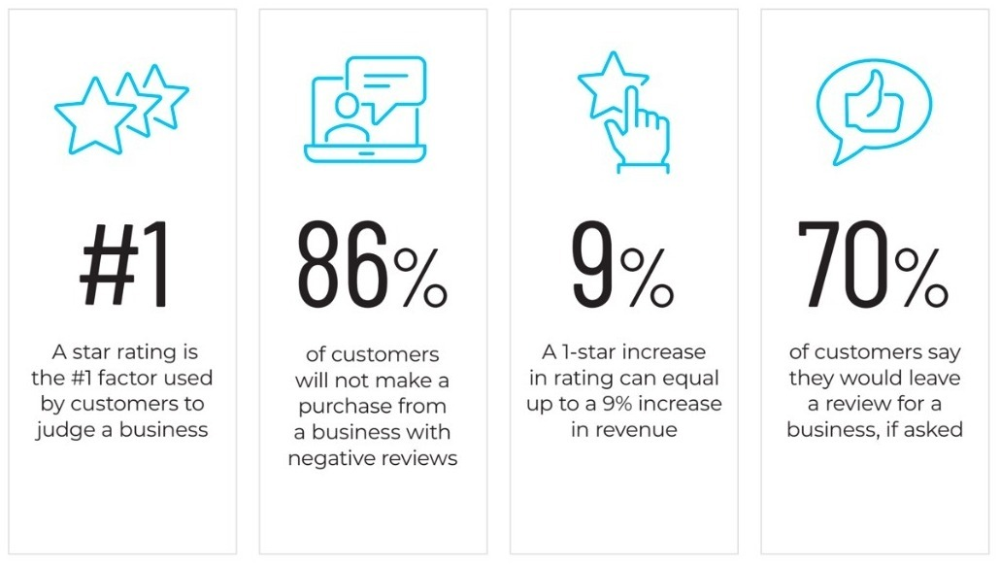 #1
A star rating is
the #1 factor used
by customers to
judge a business
86%
of customers
will not make a
purchase from
a business with
negative reviews
9%
A 1-star increase
in rating can equal
up to a 9% increase
in revenue
70%
of customers say
they would leave
a review for a
business, if asked